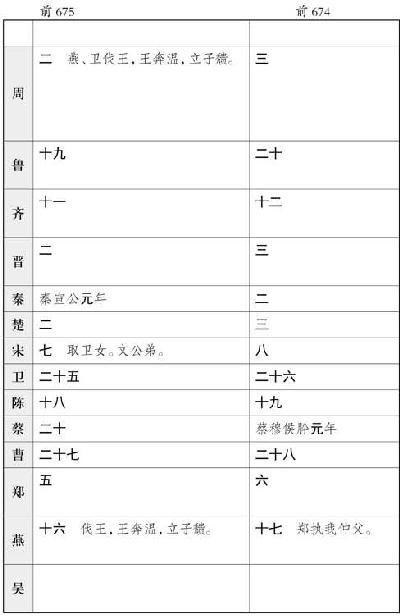 前 675 前 674
周 二 燕、卫伐王，王奔温，立子穨。 三
鲁 十九 二十
齐 十一 十二
晋 二 三
秦 秦宣公元年 二
楚 二 三
宋 七 取卫女。文公弟。 八
卫 二十五 二十六
陈 十八 十九
蔡 二十 蔡穆侯肸元年
曹 二十七 二十八
郑 五 六
燕 十六 伐王，王奔温，立子穨。 十七 郑执我仲父。
吴